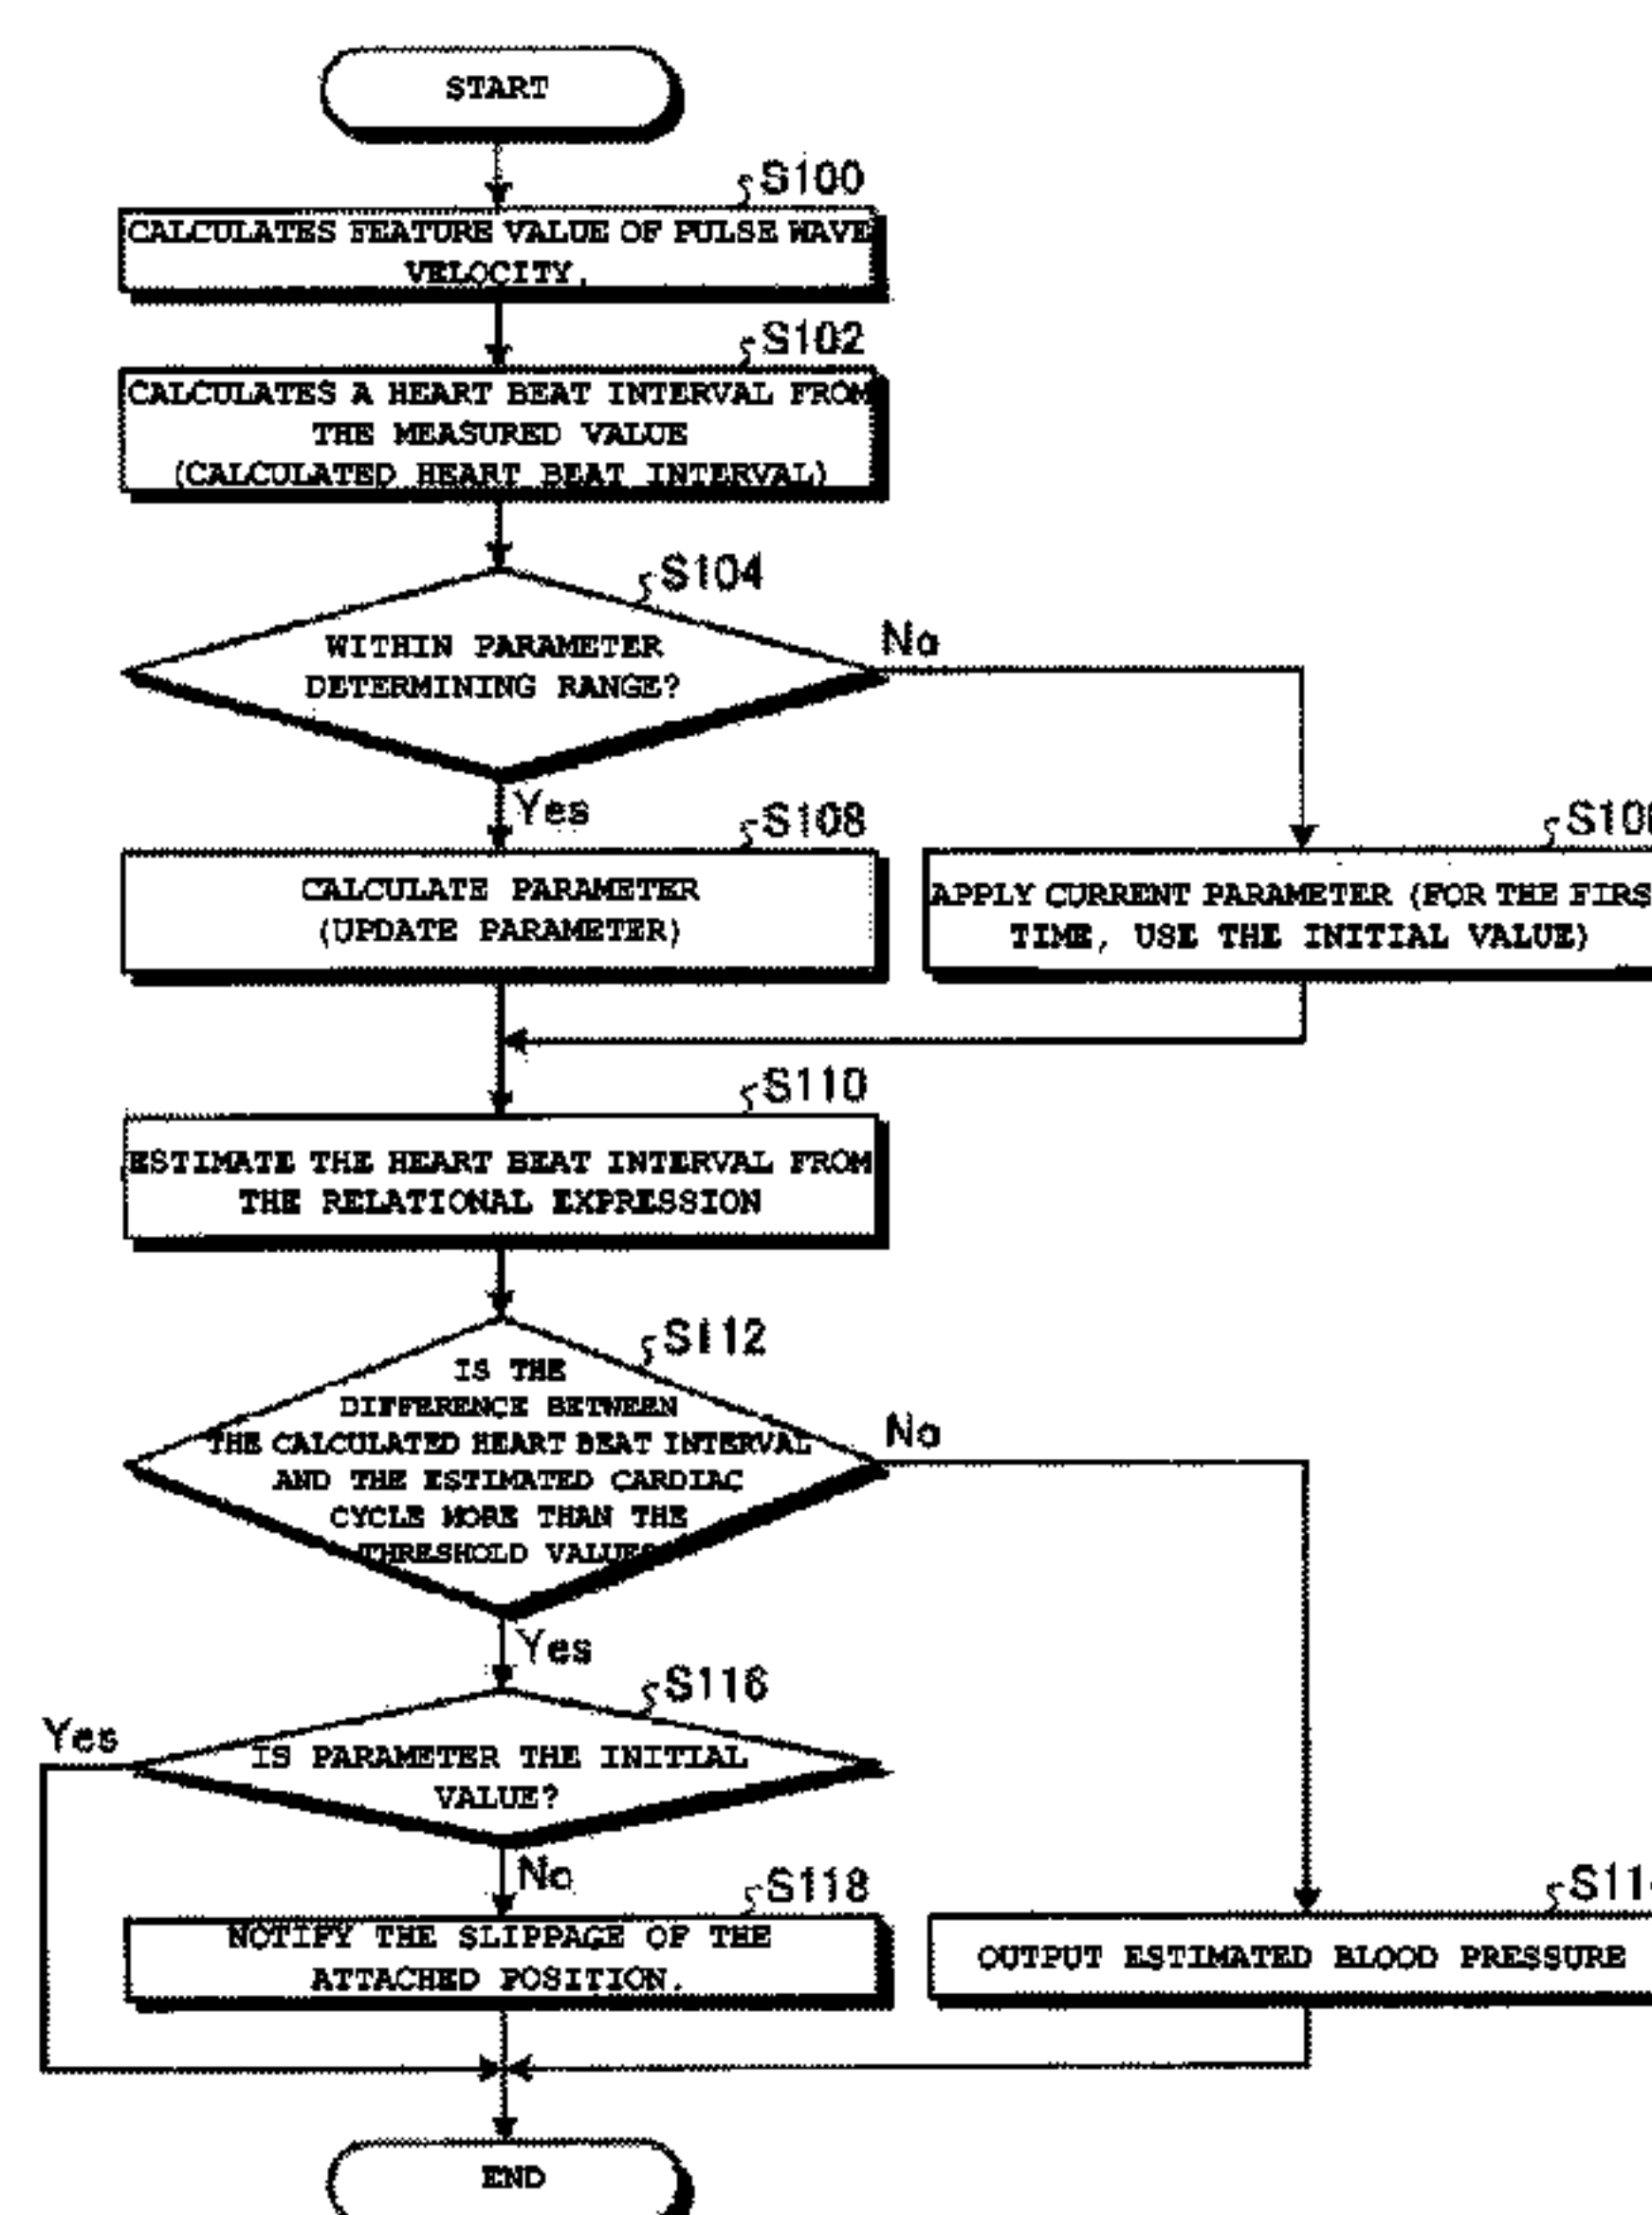 START
S100
CALCULATES FEATURE VALUE OF PULSE WAVE
VELOCITY.
S102
CALCULATES A HEART BEAT INTERVAL FROM
THE MEASURED VALUE
(CALCULATED HEART BEAT INTERVAL)
S104
WITHIN PARAMETER
DETERMINING RANGE?
No
Yes
S108
CALCULATE PARAMETER
(UPDATE PARAMETER)
S10
APPLY CURRENT PARAMETER (FOR THE FIRS
TIME, USE THE INITIAL VALUE)
S110
ESTIMATE THE HEART BEAT INTERVAL FROM
THE RELATIONAL EXPRESSION
S112
IS THE
DIFFERENCE BETWEEN
THE CALCULATED HEART BEAT INTERVAL
AND THE ESTIMATED CARDIAC
CYCLE MORE THAN THE
THRESHOLD VALUES
No
Yes
S116
Yes
IS PARAMETER THE INITIAL
VALUE?
No
S118
NOTIFY THE SLIPPAGE OF THE
ATTACHED POSITION.
S11
OUTPUT ESTIMATED BLOOD PRESSURE
END